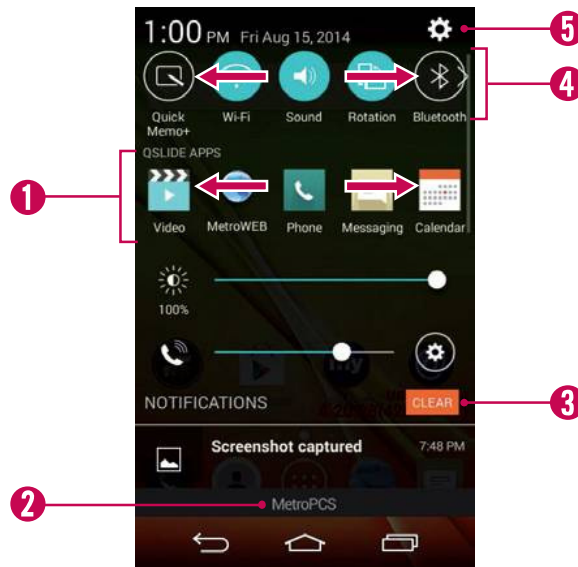 1:00 PM Fri Aug 15, 2014
5
4
Quick Memo+ Wi-Fi Sound Rotation Bluetooth
QSLIDE APPS
1
Video MetroWEB Phone Messaging Calendar
100%
NOTIFICATIONS CLEAR
3
Screenshot captured 7:48 PM
2
MetroPCS